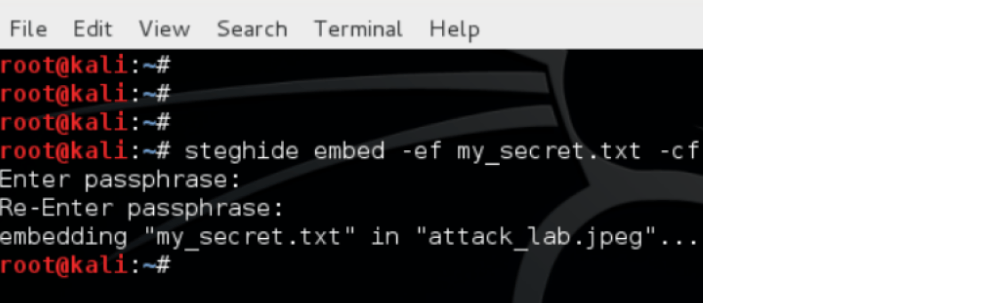 File Edit View Search Terminal Help
root@kali:~#
root@kali:~#
root@kali:~#
root@kali:~# steghide embed -ef my_secret.txt -cf
Enter passphrase:
Re-Enter passphrase:
embedding "my_secret.txt" in "attack_lab.jpeg"...
root@kali:~#